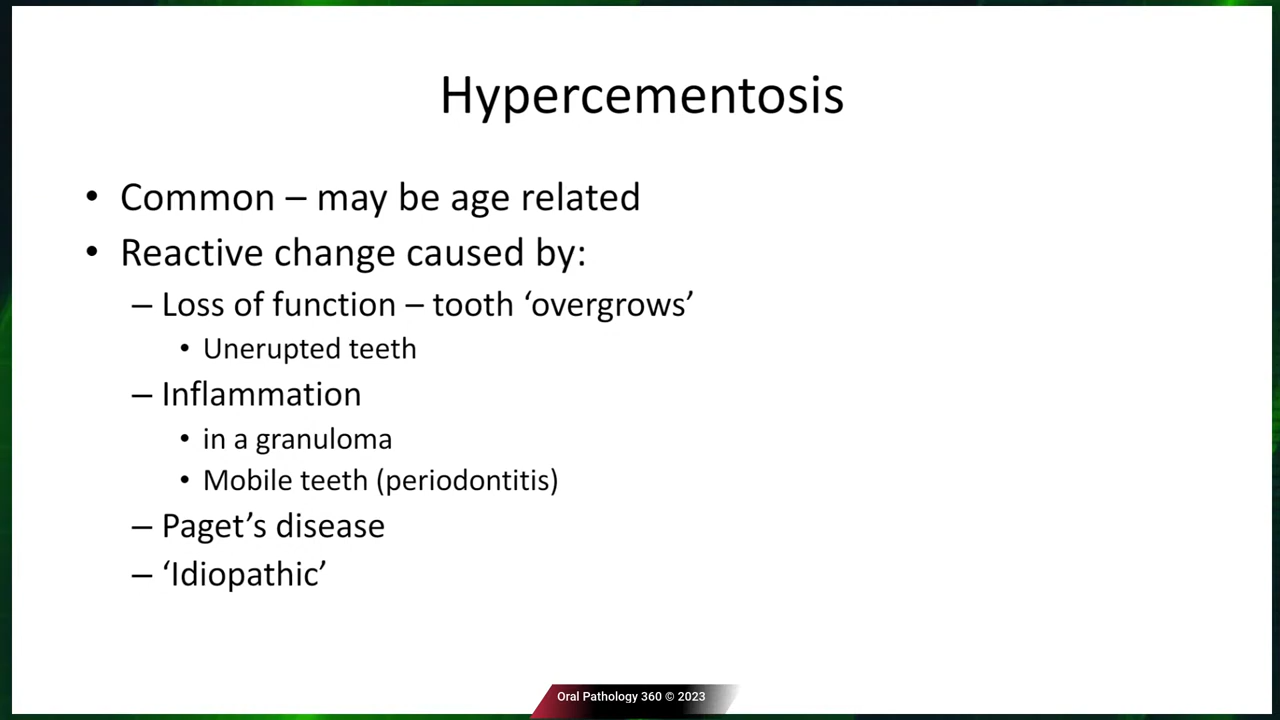 Hypercementosis
• Common – may be age related
• Reactive change caused by:
– Loss of function – tooth ‘overgrows’
• Unerupted teeth
– Inflammation
• in a granuloma
• Mobile teeth (periodontitis)
– Paget’s disease
– ‘Idiopathic’
Oral Pathology 360 © 2023